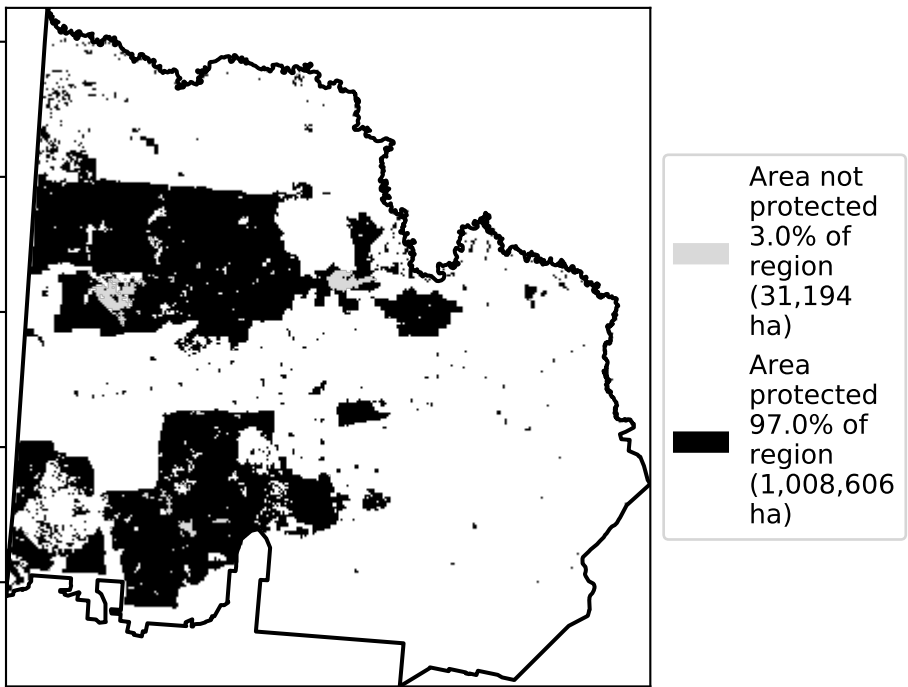 Area not
protected
3.0% of
region
(31,194
ha)
Area
protected
97.0% of
region
(1,008,606
ha)